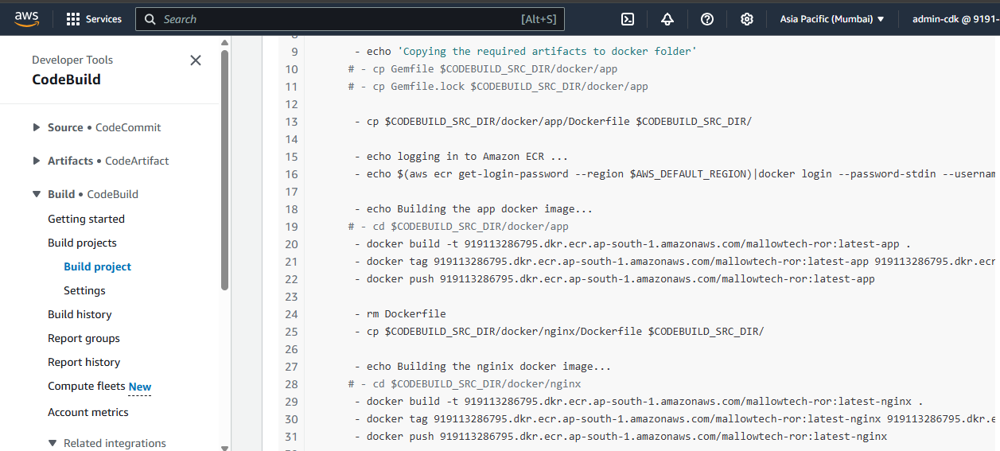 aws
Services
Search [Alt+S]
Asia Pacific (Mumbai)
admin-cdk @ 9191-
Developer Tools
CodeBuild
Source • CodeCommit
Artifacts • CodeArtifact
Build • CodeBuild
Getting started
Build projects
Build project
Settings
Build history
Report groups
Report history
Compute fleets New
Account metrics
Related integrations
8
9 - echo 'Copying the required artifacts to docker folder'
10 # - cp Gemfile $CODEBUILD_SRC_DIR/docker/app
11 # - cp Gemfile.lock $CODEBUILD_SRC_DIR/docker/app
12
13 - cp $CODEBUILD_SRC_DIR/docker/app/Dockerfile $CODEBUILD_SRC_DIR/
14
15 - echo logging in to Amazon ECR ...
16 - echo $(aws ecr get-login-password --region $AWS_DEFAULT_REGION)|docker login --password-stdin --usernam
17
18 - echo Building the app docker image...
19 # - cd $CODEBUILD_SRC_DIR/docker/app
20 - docker build -t 919113286795.dkr.ecr.ap-south-1.amazonaws.com/mallowtech-ror:latest-app .
21 - docker tag 919113286795.dkr.ecr.ap-south-1.amazonaws.com/mallowtech-ror:latest-app 919113286795.dkr.ecr
22 - docker push 919113286795.dkr.ecr.ap-south-1.amazonaws.com/mallowtech-ror:latest-app
23
24 - rm Dockerfile
25 - cp $CODEBUILD_SRC_DIR/docker/nginx/Dockerfile $CODEBUILD_SRC_DIR/
26
27 - echo Building the nginix docker image...
28 # - cd $CODEBUILD_SRC_DIR/docker/nginx
29 - docker build -t 919113286795.dkr.ecr.ap-south-1.amazonaws.com/mallowtech-ror:latest-nginx .
30 - docker tag 919113286795.dkr.ecr.ap-south-1.amazonaws.com/mallowtech-ror:latest-nginx 919113286795.dkr.e
31 - docker push 919113286795.dkr.ecr.ap-south-1.amazonaws.com/mallowtech-ror:latest-nginx